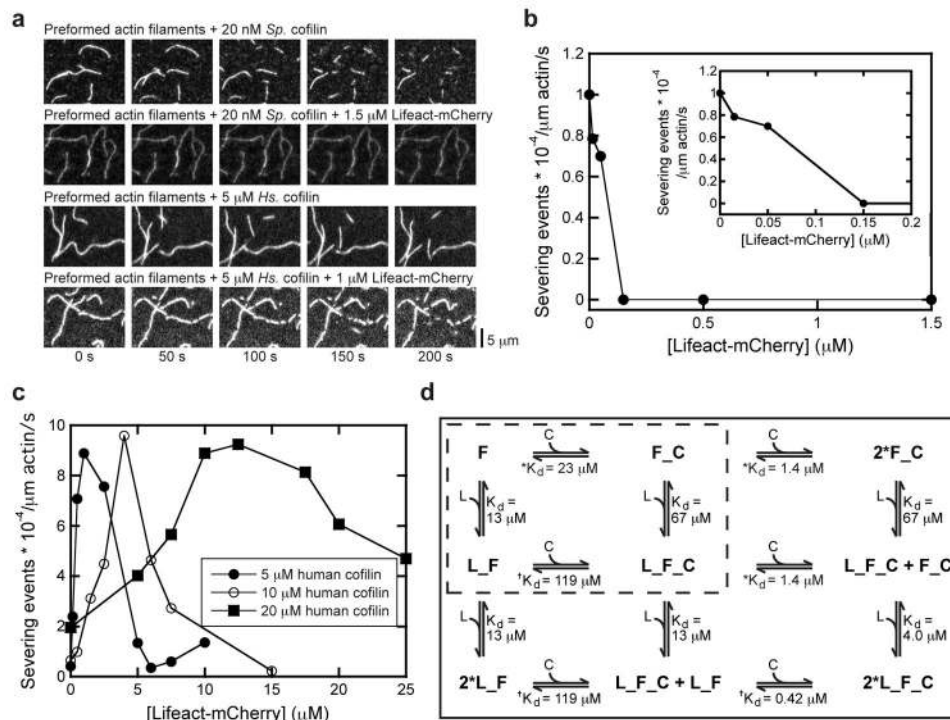 a
Preformed actin filaments + 20 nM Sp. cofilin
Preformed actin filaments + 20 nM Sp. cofilin + 1.5 μM Lifeact-mCherry
Preformed actin filaments + 5 μM Hs. cofilin
Preformed actin filaments + 5 μM Hs. cofilin + 1 μM Lifeact-mCherry
0 s 50 s 100 s 150 s 200 s
5 μm
b
Severing events * 10-4/μm actin/s
1.2
1
0.8
0.6
0.4
0.2
0
0 0.5 1 1.5
[Lifeact-mCherry] (μM)
Severing events * 10-4
/μm actin/s
1.2
1
0.8
0.6
0.4
0.2
0
0 0.05 0.1 0.15 0.2
[Lifeact-mCherry] (μM)
c
Severing events * 10-4/μm actin/s
10
8
6
4
2
0
0 5 10 15 20 25
[Lifeact-mCherry] (μM)
5 μM human cofilin
10 μM human cofilin
20 μM human cofilin
d
F C *Kd = 23 μM F_C C *Kd = 1.4 μM 2*F_C
L Kd = 13 μM L Kd = 67 μM L Kd = 67 μM
L_F C †Kd = 119 μM L_F_C C *Kd = 1.4 μM L_F_C + F_C
L Kd = 13 μM L Kd = 13 μM L Kd = 4.0 μM
2*L_F C †Kd = 119 μM L_F_C + L_F C †Kd = 0.42 μM 2*L_F_C